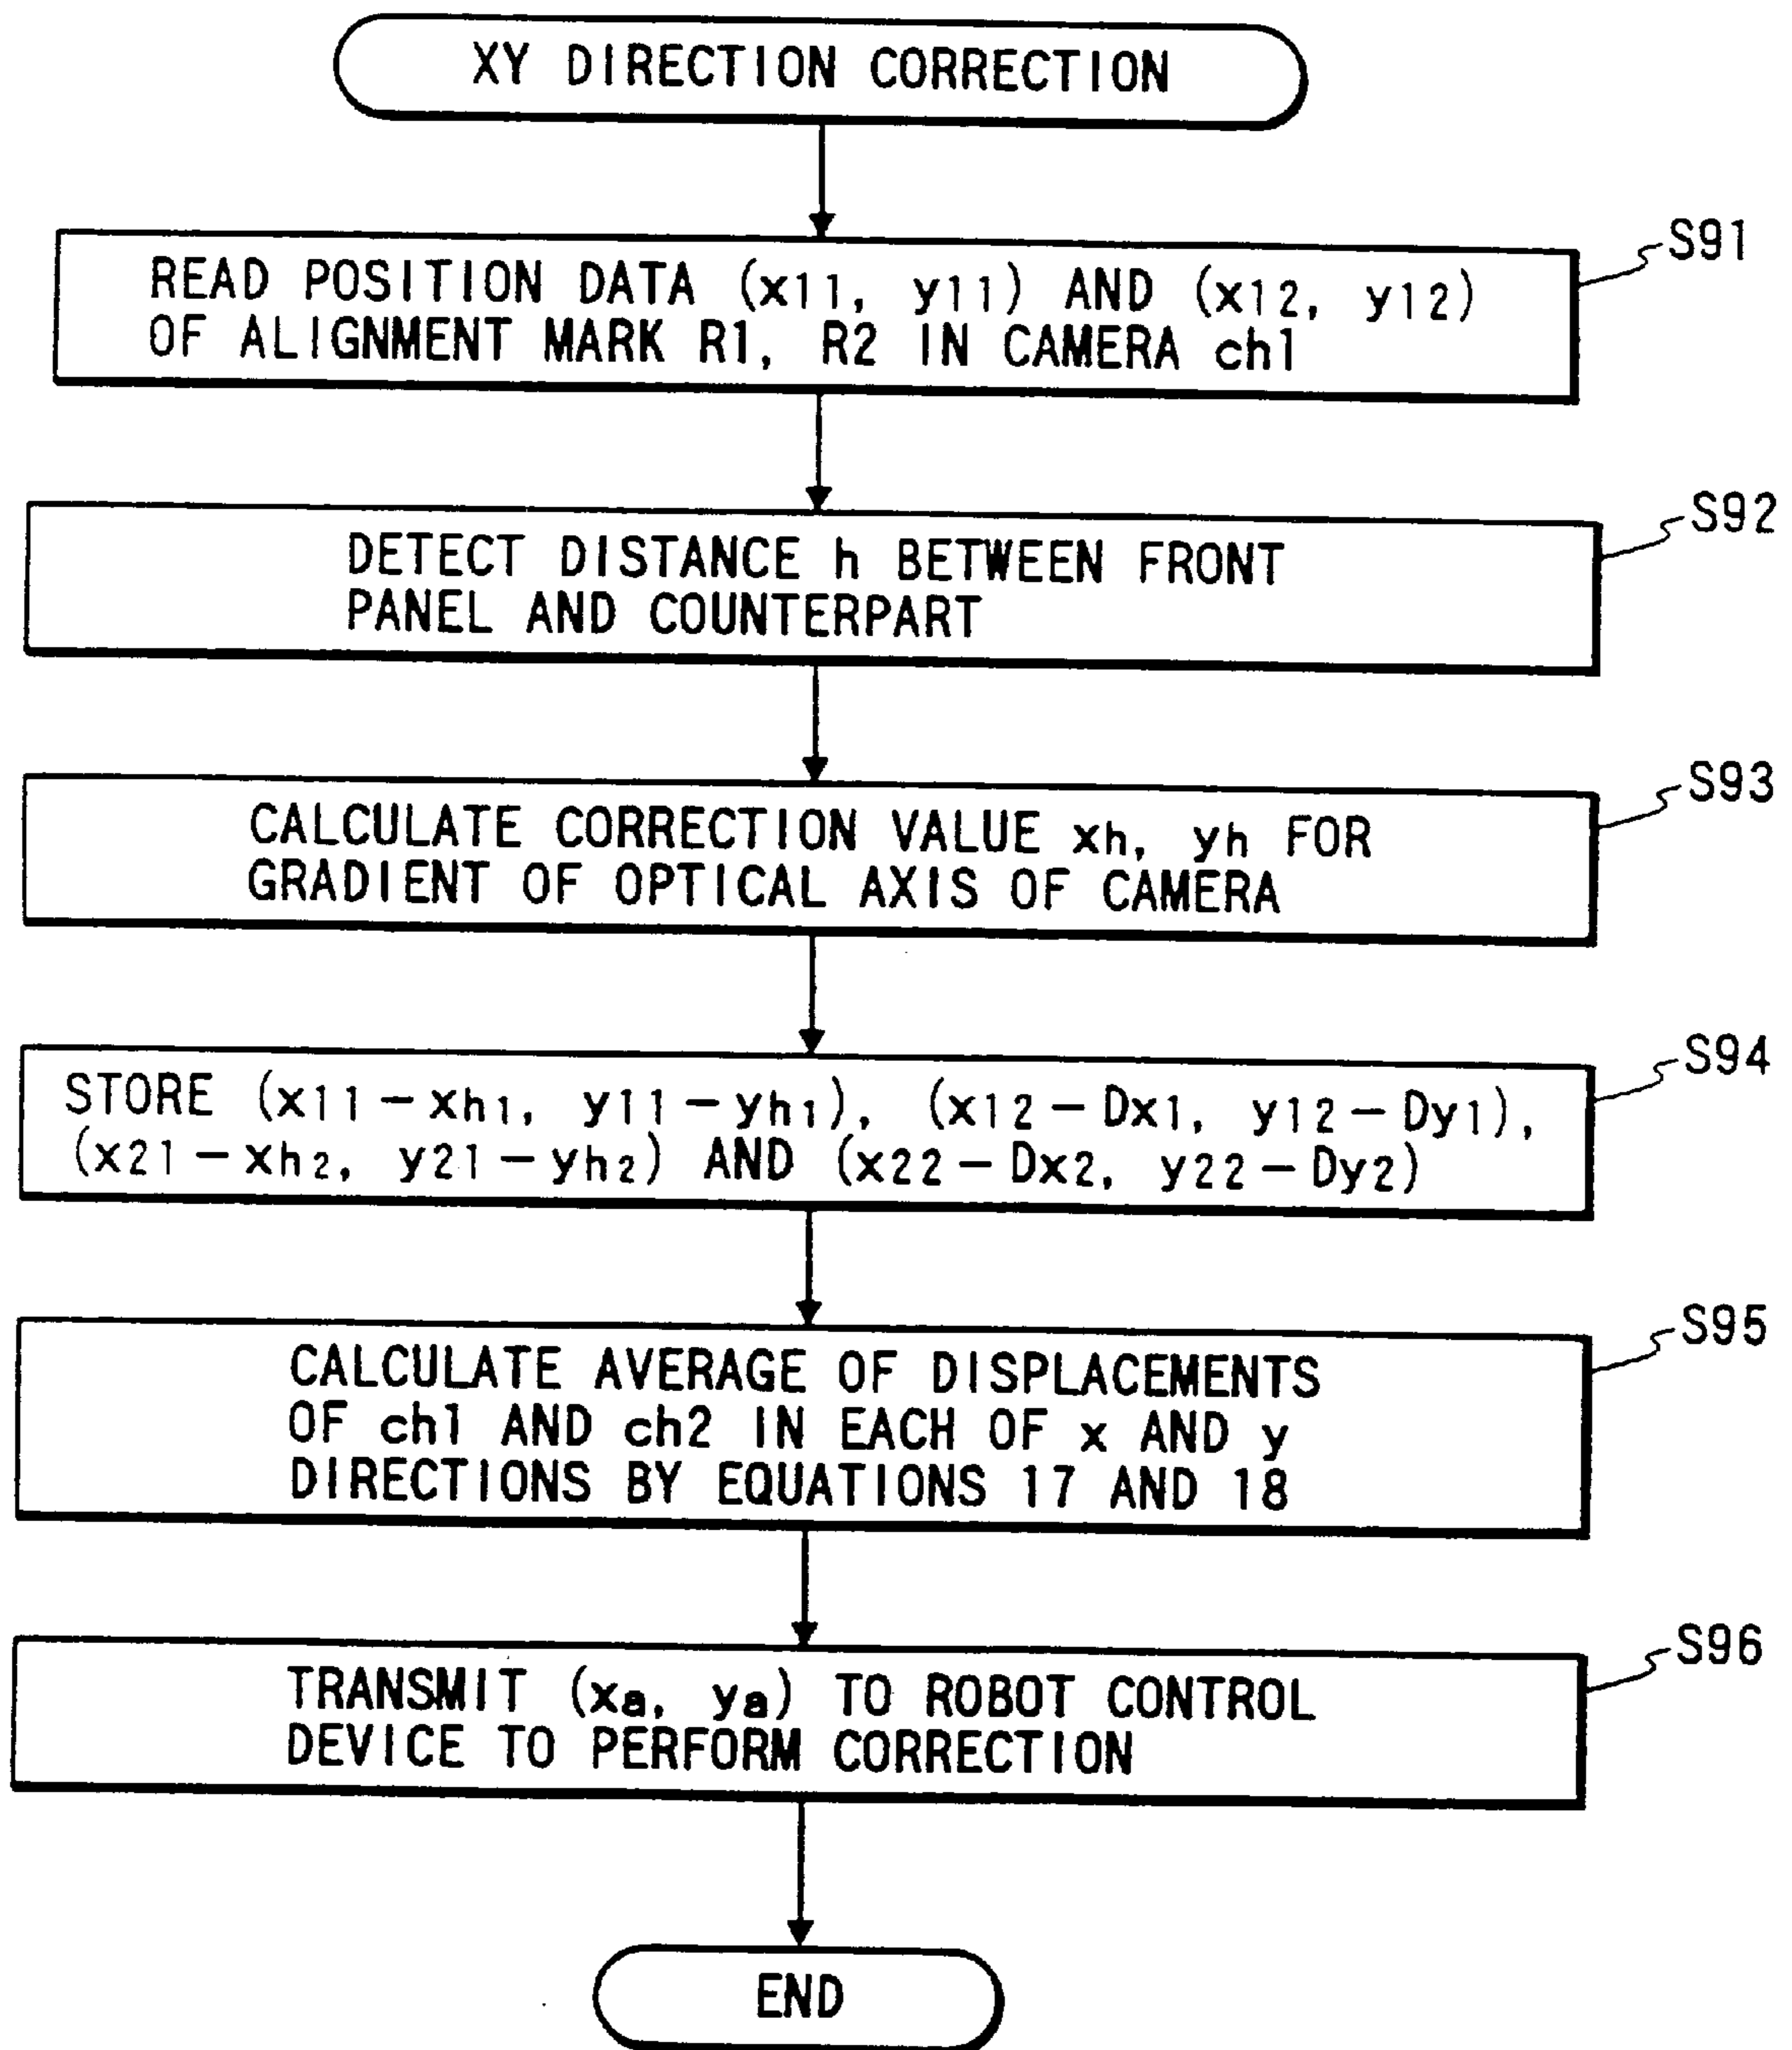 XY DIRECTION CORRECTION
S91
READ POSITION DATA (x11, y11) AND (x12, y12)
OF ALIGNMENT MARK R1, R2 IN CAMERA ch1
S92
DETECT DISTANCE h BETWEEN FRONT
PANEL AND COUNTERPART
S93
CALCULATE CORRECTION VALUE xh, yh FOR
GRADIENT OF OPTICAL AXIS OF CAMERA
S94
STORE (x11-xh1, y11-yh1), (x12-Dx1, y12-Dy1),
(x21-xh2, y21-yh2) AND (x22-Dx2, y22-Dy2)
S95
CALCULATE AVERAGE OF DISPLACEMENTS
OF ch1 AND ch2 IN EACH OF x AND y
DIRECTIONS BY EQUATIONS 17 AND 18
S96
TRANSMIT (xa, ya) TO ROBOT CONTROL
DEVICE TO PERFORM CORRECTION
END